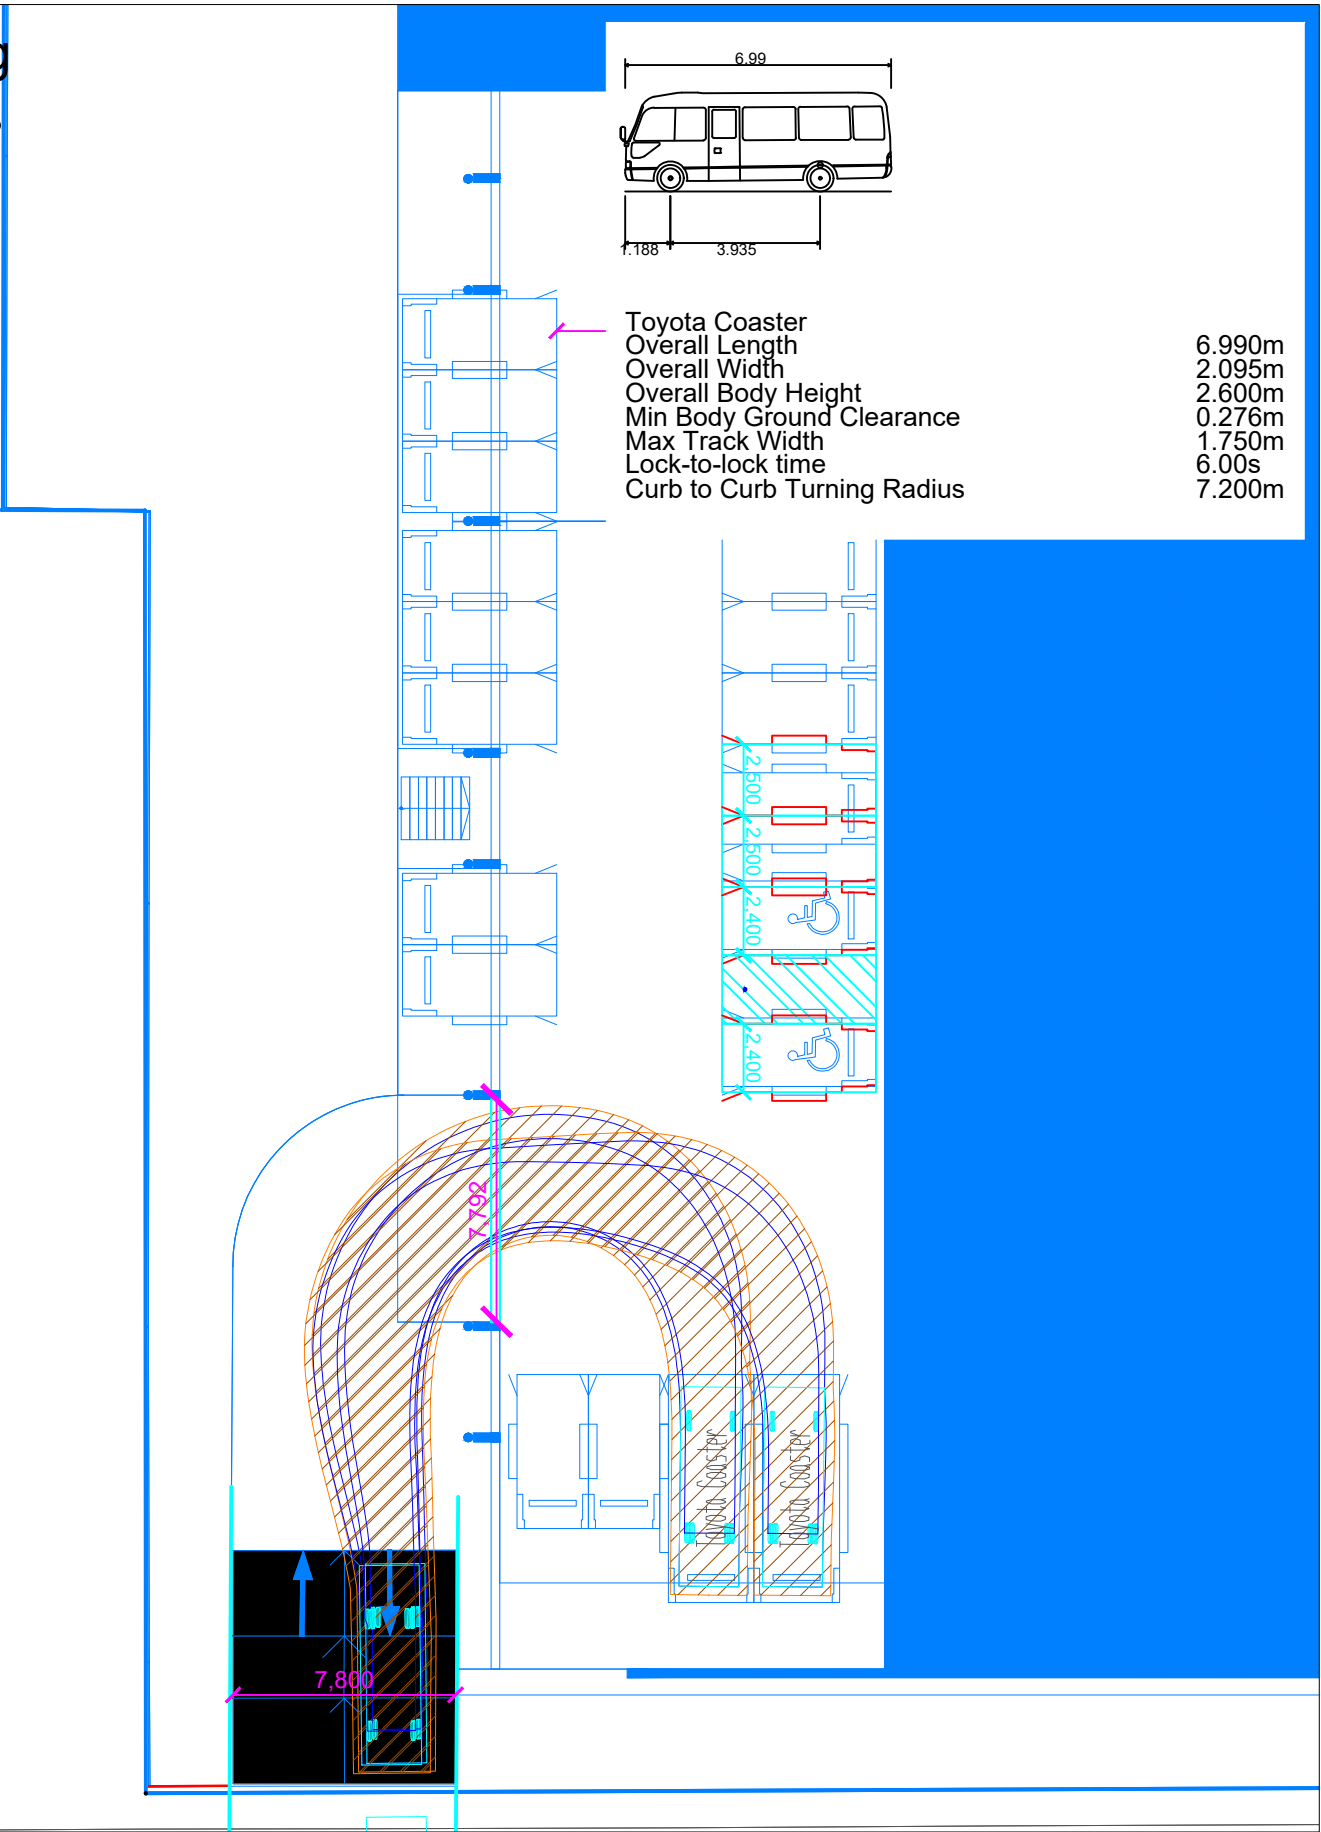 g
6.99
1.188 3.935
Toyota Coaster
Overall Length 6.990m
Overall Width 2.095m
Overall Body Height 2.600m
Min Body Ground Clearance 0.276m
Max Track Width 1.750m
Lock-to-lock time 6.00s
Curb to Curb Turning Radius 7.200m
2,500
2,500
2,400
2,400
7,792
Toyota Coaster
Toyota Coaster
7,800